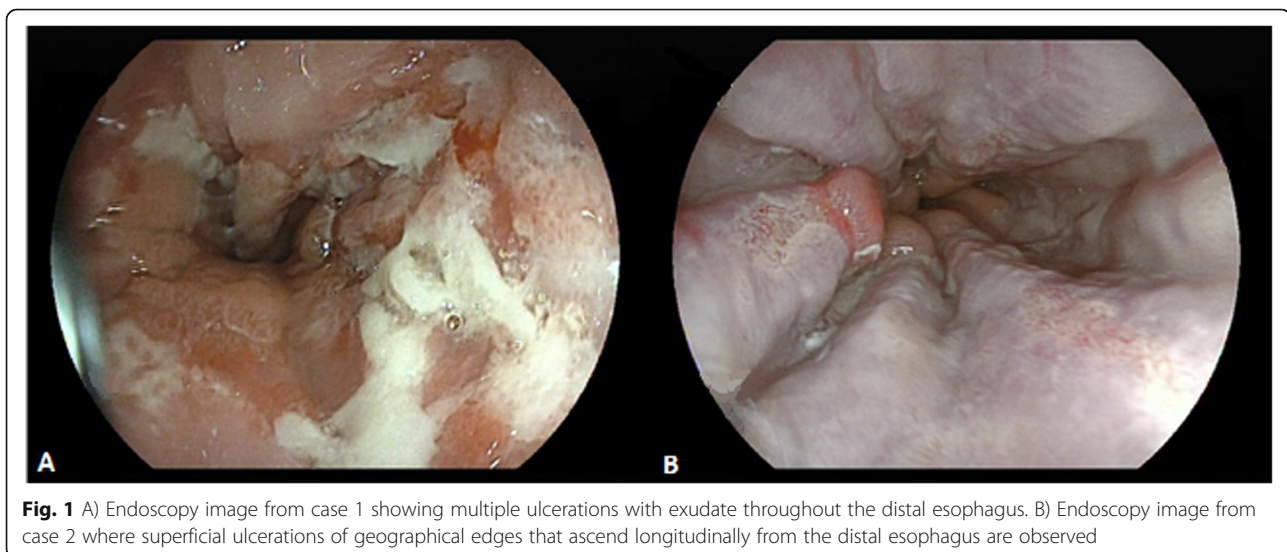 A
B
Fig. 1 A) Endoscopy image from case 1 showing multiple ulcerations with exudate throughout the distal esophagus. B) Endoscopy image from
case 2 where superficial ulcerations of geographical edges that ascend longitudinally from the distal esophagus are observed